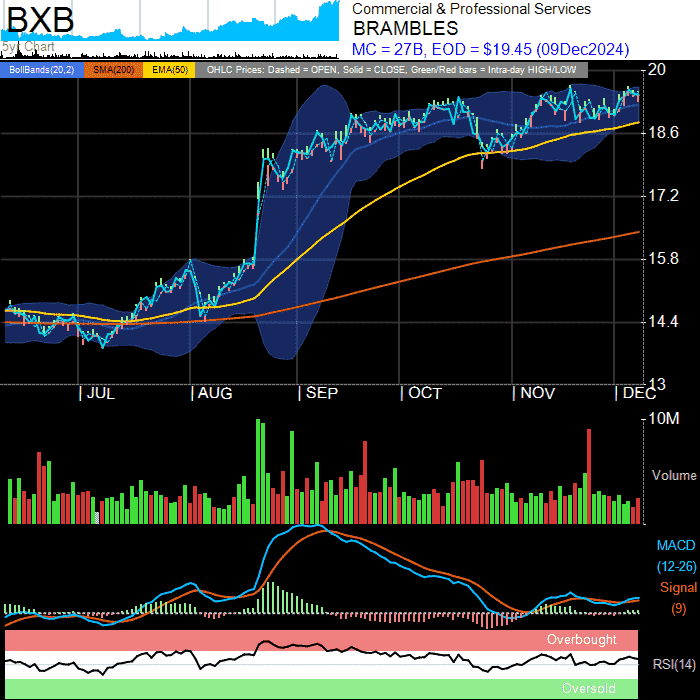 BXB
byt Chart
Commercial & Professional Services
BRAMBLES
MC = 27B, EOD = $19.45 (09Dec2024)
BollBands(20,2) SMA(200) EMA(50) OHLC Prices: Dashed = OPEN, Solid = CLOSE, Green/Red bars = Intra-day HIGH/LOW
20
18.6
17.2
15.8
14.4
13
JUL AUG SEP OCT NOV DEC
10M
Volume
MACD
(12-26)
Signal
(9)
Overbought
RSI(14)
Oversold